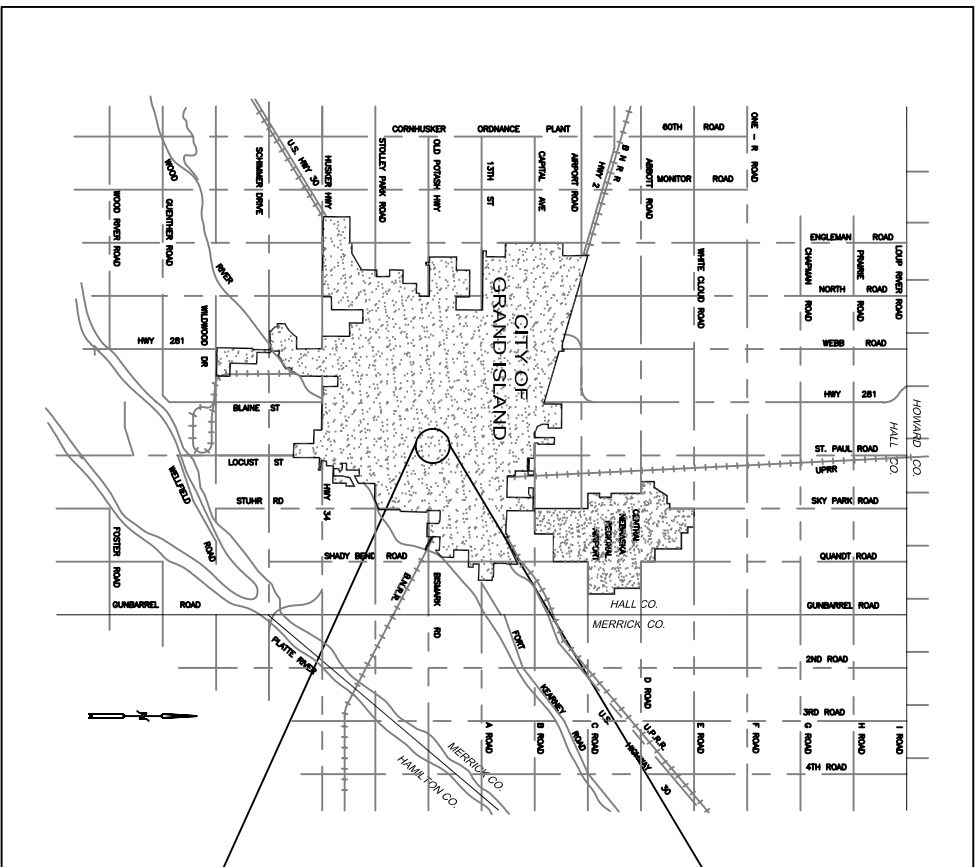 CORNHUSKER ORDNANCE PLANT
60TH ROAD
ONE - R ROAD
U.S. HWY 30
HUSKER HWY
STOLLEY PARK ROAD
OLD POTASH HWY
13TH ST
CAPITAL AVE
AIRPORT ROAD
B N R R
HWY 2
ABBOTT ROAD
MONITOR ROAD
WOOD
RIVER
WOOD RIVER ROAD
GUENTHER ROAD
SCHIMMER DRIVE
WILDWOOD DR
WHITE CLOUD ROAD
ENGLEMAN ROAD
CHAPMAN ROAD
PRAIRIE ROAD
LOUP RIVER ROAD
NORTH ROAD
CITY OF
GRAND ISLAND
HWY 281
WEBB ROAD
BLAINE ST
HWY 281
HOWARD CO.
HALL CO.
LOCUST ST
ST. PAUL ROAD
UPRR
WELLFIELD ROAD
STUHR RD
HWY 34
SKY PARK ROAD
CENTRAL
NEBRASKA
REGIONAL
AIRPORT
FOSTER ROAD
SHADY BEND ROAD
QUANDT ROAD
B.N.R.R.
BISMARK RD
GUNBARREL ROAD
HALL CO.
MERRICK CO.
GUNBARREL ROAD
PLATTE RIVER
FORT KEARNEY ROAD
2ND ROAD
D ROAD
3RD ROAD
N
A ROAD
B ROAD
C ROAD
U.S. HIGHWAY 30
U.P.R.R.
E ROAD
F ROAD
G ROAD
H ROAD
I ROAD
4TH ROAD
MERRICK CO.
HAMILTON CO.